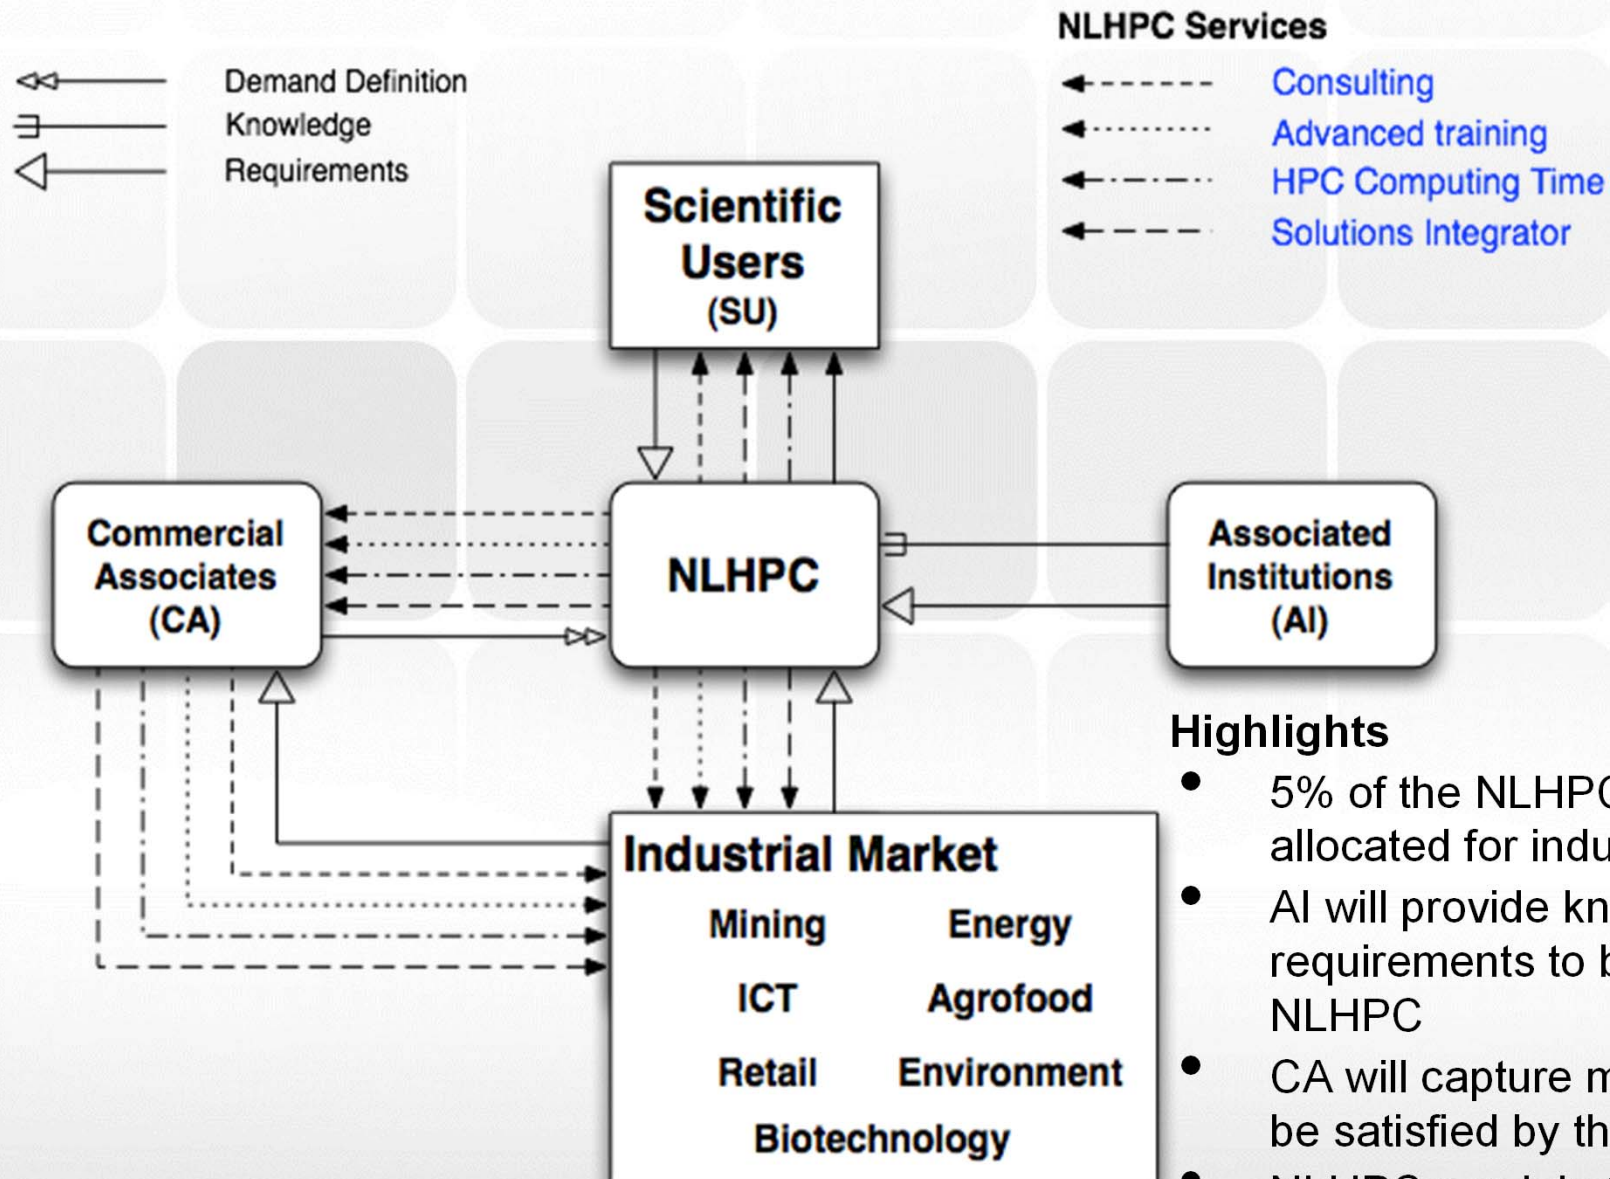 NLHPC Services
Demand Definition
Knowledge
Requirements
Consulting
Advanced training
HPC Computing Time
Solutions Integrator
Scientific
Users
(SU)
Commercial
Associates
(CA)
NLHPC
Associated
Institutions
(AI)
Industrial Market
Mining
Energy
ICT
Agrofood
Retail
Environment
Biotechnology
Highlights
• 5% of the NLHPC
allocated for indu
• AI will provide kn
requirements to b
NLHPC
• CA will capture m
be satisfied by th